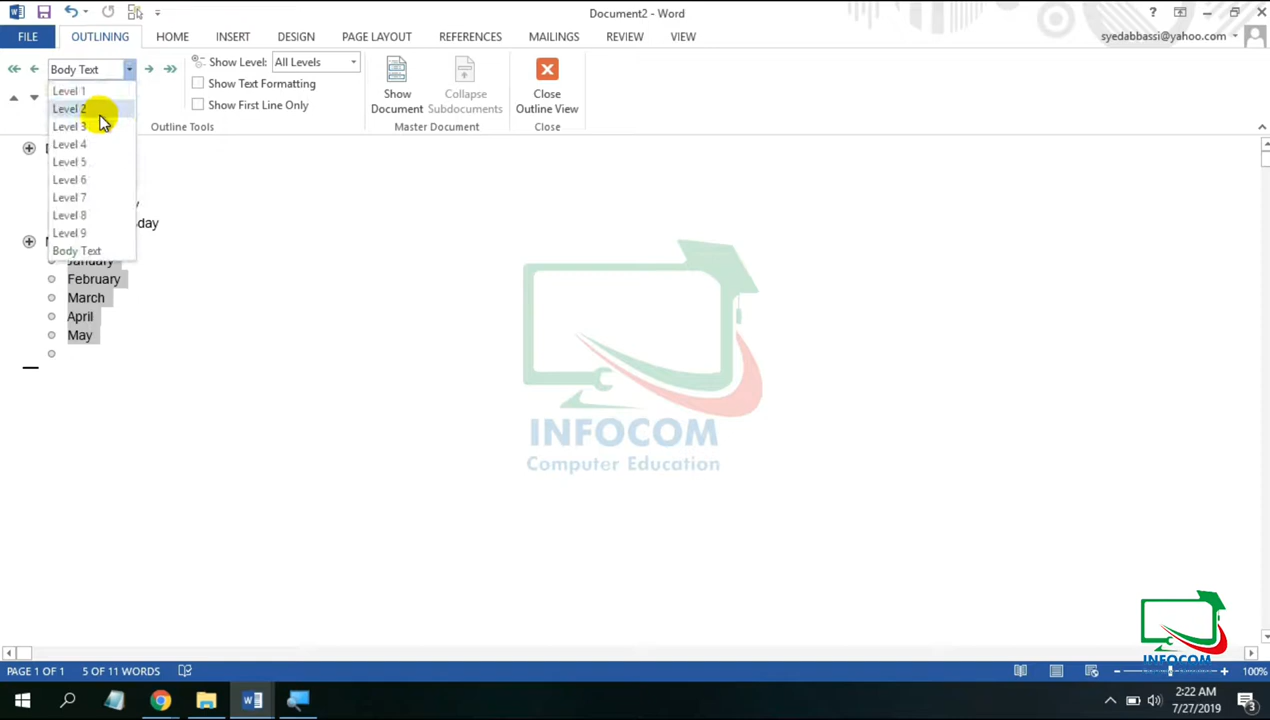 Document2 - Word
FILE OUTLINING HOME INSERT DESIGN PAGE LAYOUT REFERENCES MAILINGS REVIEW VIEW syedabbassi@yahoo.com
Body Text
Show Level: All Levels
Show Text Formatting
Show First Line Only
Outline Tools
Show
Document
Collapse
Subdocuments
Master Document
Close
Outline View
Close
Level 1
Level 2
Level 3
Level 4
Level 5
Level 6
Level 7
Level 8
Level 9
Body Text
January
February
March
April
May
INFOCOM
Computer Education
INFOCOM
PAGE 1 OF 1 5 OF 11 WORDS 100%
2:22 AM
7/27/2019
3